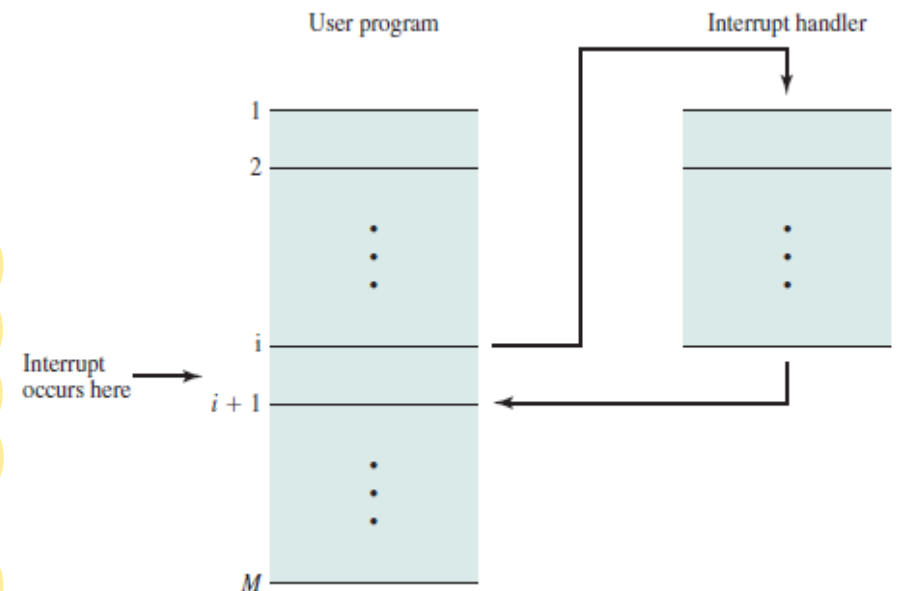 User program
Interrupt handler
1
2
i
Interrupt
occurs here
i + 1
M